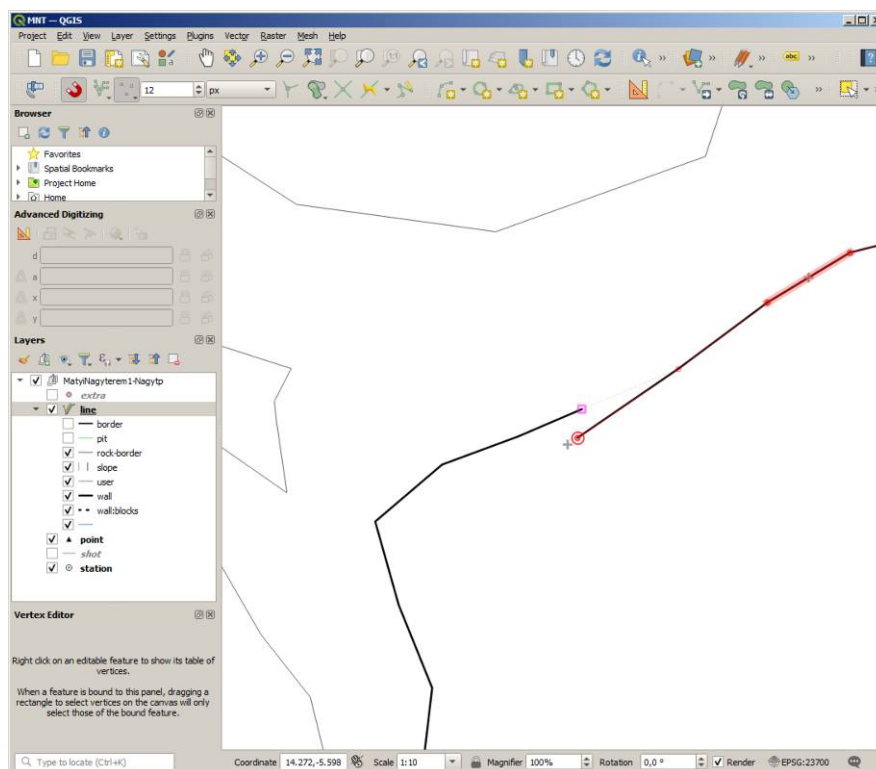 MNT — QGIS
Project Edit View Layer Settings Plugins Vector Raster Mesh Help
abc
12 px
Browser
Favorites
Spatial Bookmarks
Project Home
Home
Advanced Digitizing
d
a
x
y
Layers
MatyiNagyterem1-Nagytp
extra
line
border
pit
rock-border
slope
user
wall
wall:blocks
point
shot
station
Vertex Editor
Right click on an editable feature to show its table of
vertices.
When a feature is bound to this panel, dragging a
rectangle to select vertices on the canvas will only
select those of the bound feature.
Type to locate (Ctrl+K) Coordinate 14.272,-5.598 Scale 1:10 Magnifier 100% Rotation 0,0 ° Render EPSG:23700